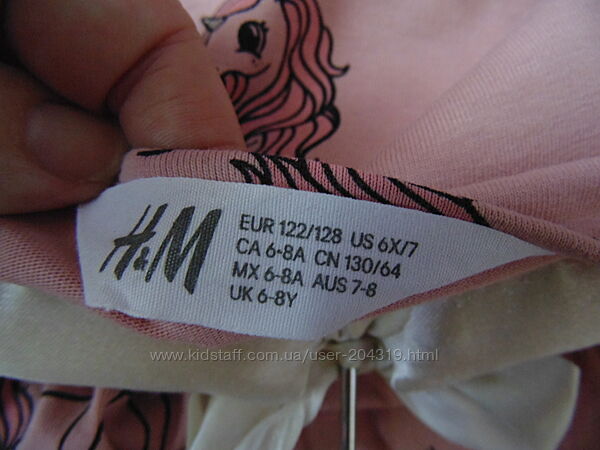 H&M
EUR 122/128 US 6X/7
CA 6-8A CN 130/64
MX 6-8A AUS 7-8
UK 6-8Y
www.kidstaff.com.ua/user-204319.html